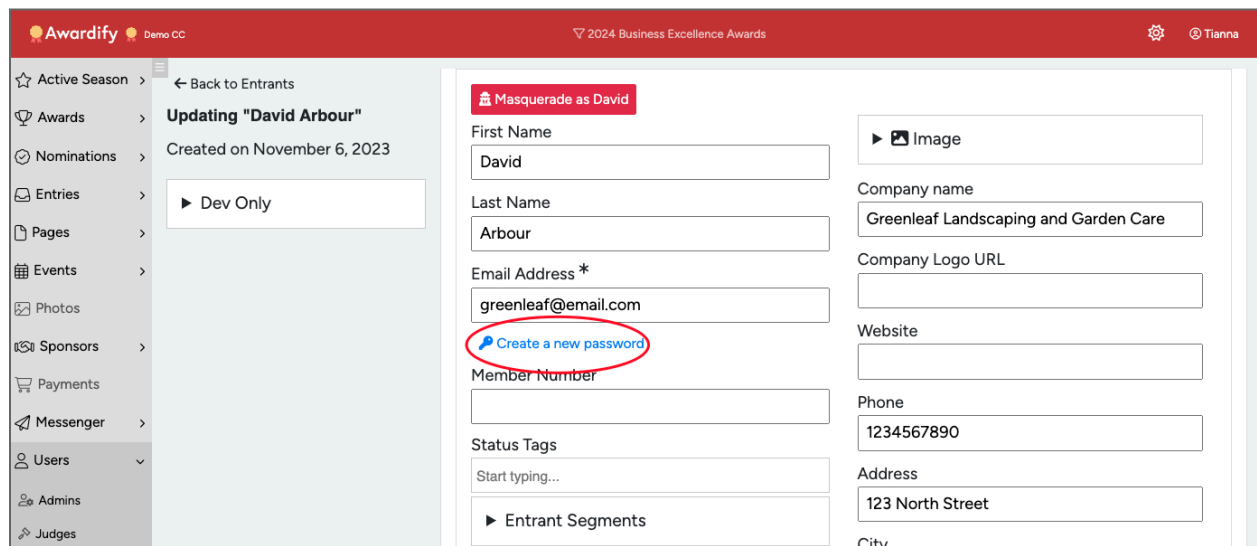 Awardify Demo CC
2024 Business Excellence Awards
Tianna
Active Season
Awards
Nominations
Entries
Pages
Events
Photos
Sponsors
Payments
Messenger
Users
Admins
Judges
← Back to Entrants
Updating "David Arbour"
Created on November 6, 2023
Dev Only
Masquerade as David
First Name
David
Last Name
Arbour
Email Address *
greenleaf@email.com
Create a new password
Member Number
Status Tags
Start typing...
Entrant Segments
Image
Company name
Greenleaf Landscaping and Garden Care
Company Logo URL
Website
Phone
1234567890
Address
123 North Street
City